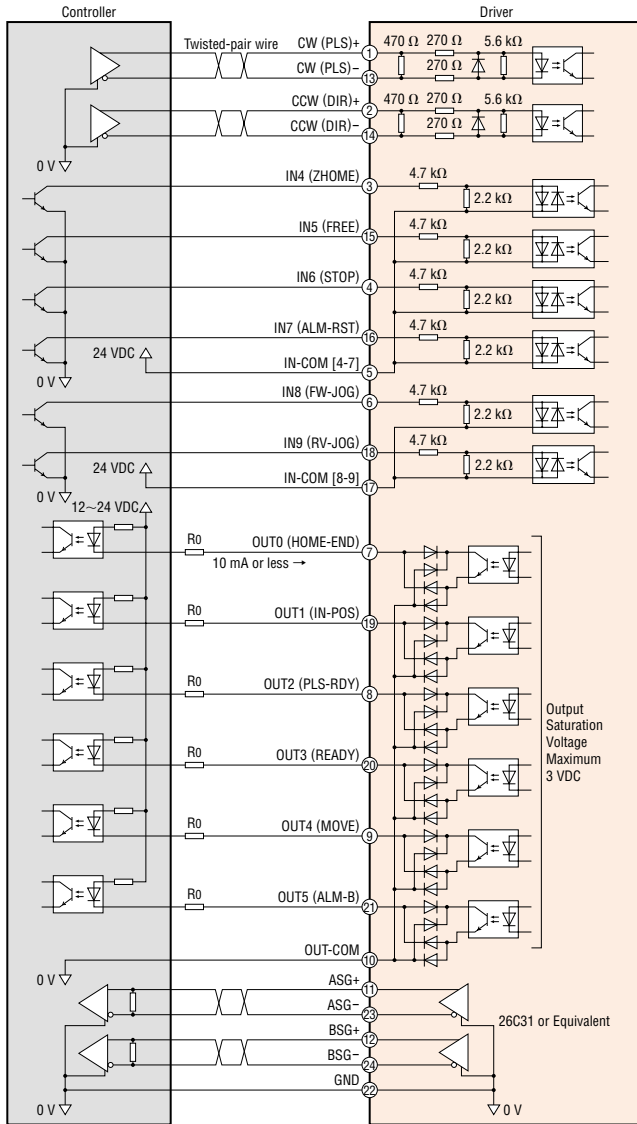 Controller Driver
Twisted-pair wire CW (PLS)+ 1 470 Ω 270 Ω 5.6 kΩ
CW (PLS)− 13 270 Ω
CCW (DIR)+ 2 470 Ω 270 Ω 5.6 kΩ
CCW (DIR)− 14 270 Ω
0 V
IN4 (ZHOME) 3 4.7 kΩ
2.2 kΩ
IN5 (FREE) 15 4.7 kΩ
2.2 kΩ
IN6 (STOP) 4 4.7 kΩ
2.2 kΩ
IN7 (ALM-RST) 16 4.7 kΩ
24 VDC 2.2 kΩ
0 V IN-COM [4-7] 5
IN8 (FW-JOG) 6 4.7 kΩ
2.2 kΩ
IN9 (RV-JOG) 18 4.7 kΩ
24 VDC 2.2 kΩ
0 V IN-COM [8-9] 17
12~24 VDC
R0 OUT0 (HOME-END) 7
10 mA or less →
R0 OUT1 (IN-POS) 19
R0 OUT2 (PLS-RDY) 8
Output
Saturation
Voltage
Maximum
3 VDC
R0 OUT3 (READY) 20
R0 OUT4 (MOVE) 9
R0 OUT5 (ALM-B) 21
OUT-COM 10
0 V
ASG+ 11
ASG− 23
26C31 or Equivalent
BSG+ 12
BSG− 24
GND 22
0 V 0 V